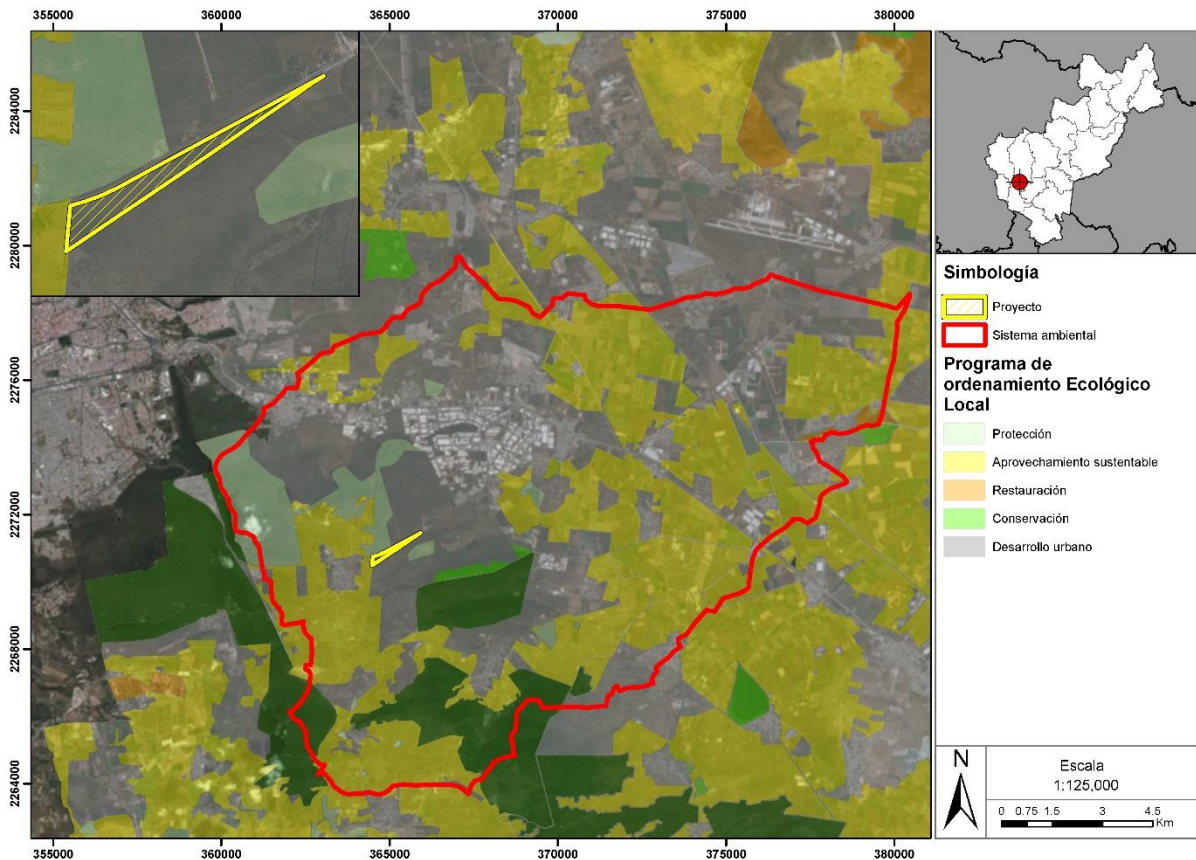 355000 360000 365000 370000 375000 380000
2284000
2280000
2276000
2272000
2268000
2264000
355000 360000 365000 370000 375000 380000
Simbología
Proyecto
Sistema ambiental
Programa de
ordenamiento Ecológico
Local
Protección
Aprovechamiento sustentable
Restauración
Conservación
Desarrollo urbano
N
Escala
1:125,000
0 0.75 1.5 3 4.5
Km